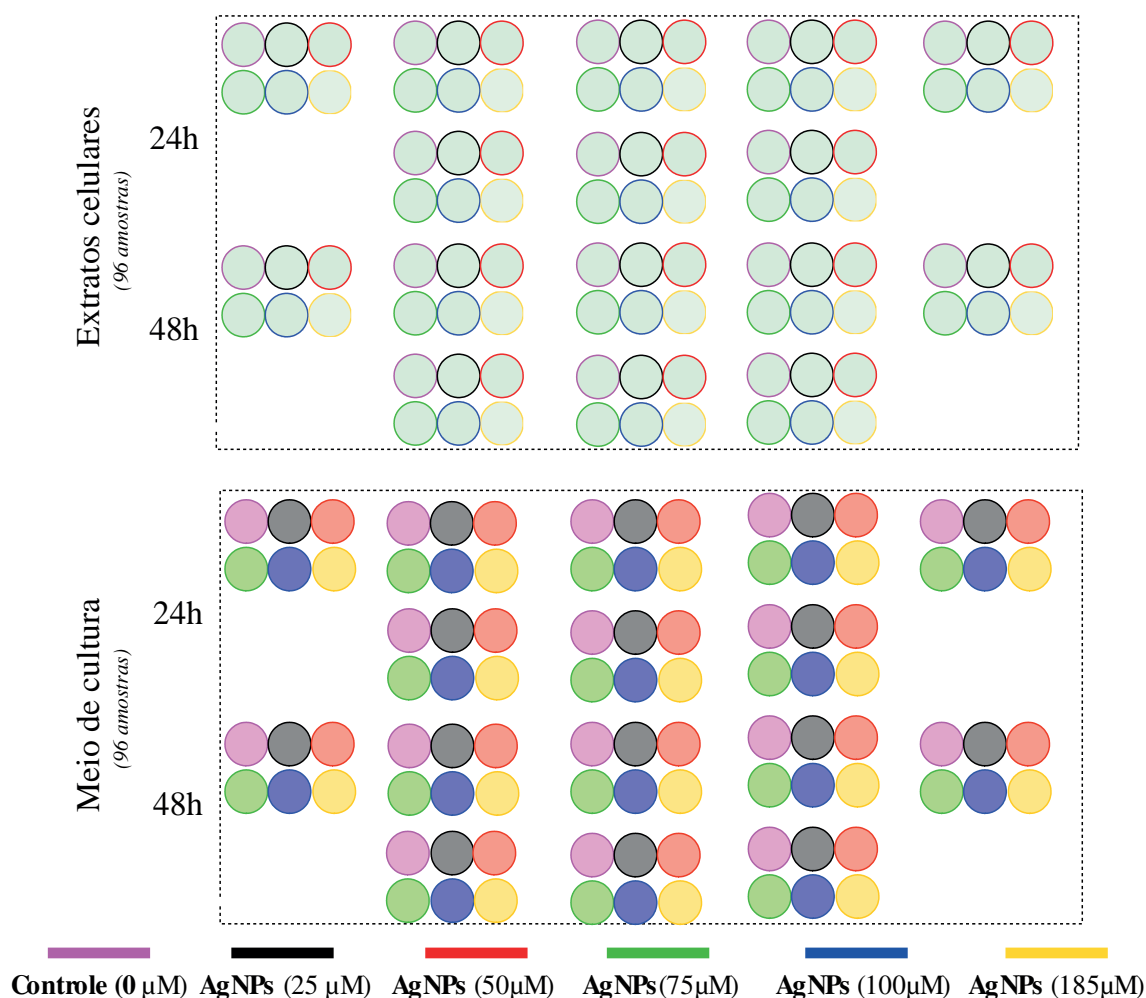 Extratos celulares
(96 amostras)
24h
48h
Meio de cultura
(96 amostras)
24h
48h
Controle (0 µM) AgNPs (25 µM) AgNPs (50µM) AgNPs (75µM) AgNPs (100µM) AgNPs (185µM)